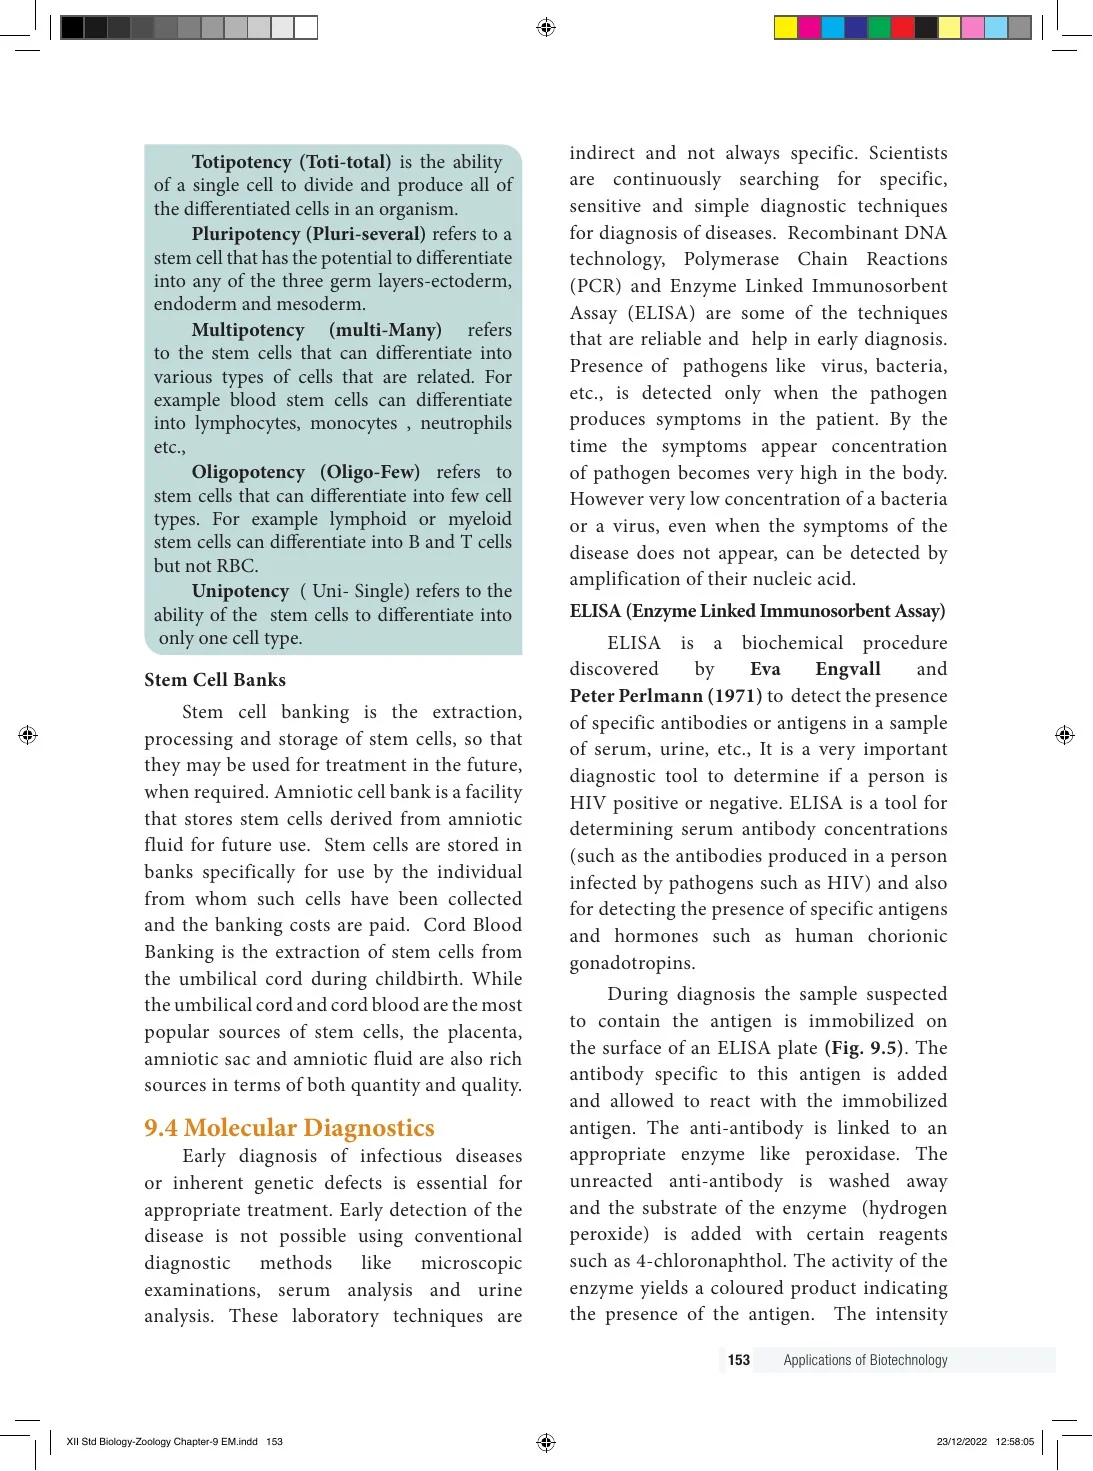 Totipotency (Toti-total) is the ability
of a single cell to divide and produce all of
the differentiated cells in an organism.
Pluripotency (Pluri-several) refers to a
stem cell that has the potential to differentiate
into any of the three germ layers-ectoderm,
endoderm and mesoderm.
Multipotency (multi-Many) refers
to the stem cells that can differentiate into
various types of cells that are related. For
example blood stem cells can differentiate
into lymphocytes, monocytes , neutrophils
etc.,
Oligopotency (Oligo-Few) refers to
stem cells that can differentiate into few cell
types. For example lymphoid or myeloid
stem cells can differentiate into B and T cells
but not RBC.
Unipotency ( Uni- Single) refers to the
ability of the stem cells to differentiate into
only one cell type.
Stem Cell Banks
Stem cell banking is the extraction,
processing and storage of stem cells, so that
they may be used for treatment in the future,
when required. Amniotic cell bank is a facility
that stores stem cells derived from amniotic
fluid for future use. Stem cells are stored in
banks specifically for use by the individual
from whom such cells have been collected
and the banking costs are paid. Cord Blood
Banking is the extraction of stem cells from
the umbilical cord during childbirth. While
the umbilical cord and cord blood are the most
popular sources of stem cells, the placenta,
amniotic sac and amniotic fluid are also rich
sources in terms of both quantity and quality.
9.4 Molecular Diagnostics
Early diagnosis of infectious diseases
or inherent genetic defects is essential for
appropriate treatment. Early detection of the
disease is not possible using conventional
diagnostic methods like microscopic
examinations, serum analysis and urine
analysis. These laboratory techniques are
indirect and not always specific. Scientists
are continuously searching for specific,
sensitive and simple diagnostic techniques
for diagnosis of diseases. Recombinant DNA
technology, Polymerase Chain Reactions
(PCR) and Enzyme Linked Immunosorbent
Assay (ELISA) are some of the techniques
that are reliable and help in early diagnosis.
Presence of pathogens like virus, bacteria,
etc., is detected only when the pathogen
produces symptoms in the patient. By the
time the symptoms appear concentration
of pathogen becomes very high in the body.
However very low concentration of a bacteria
or a virus, even when the symptoms of the
disease does not appear, can be detected by
amplification of their nucleic acid.
ELISA (Enzyme Linked Immunosorbent Assay)
ELISA is a biochemical procedure
discovered by Eva Engvall and
Peter Perlmann (1971) to detect the presence
of specific antibodies or antigens in a sample
of serum, urine, etc., It is a very important
diagnostic tool to determine if a person is
HIV positive or negative. ELISA is a tool for
determining serum antibody concentrations
(such as the antibodies produced in a person
infected by pathogens such as HIV) and also
for detecting the presence of specific antigens
and hormones such as human chorionic
gonadotropins.
During diagnosis the sample suspected
to contain the antigen is immobilized on
the surface of an ELISA plate (Fig. 9.5). The
antibody specific to this antigen is added
and allowed to react with the immobilized
antigen. The anti-antibody is linked to an
appropriate enzyme like peroxidase. The
unreacted anti-antibody is washed away
and the substrate of the enzyme (hydrogen
peroxide) is added with certain reagents
such as 4-chloronaphthol. The activity of the
enzyme yields a coloured product indicating
the presence of the antigen. The intensity
153 Applications of Biotechnology
XII Std Biology-Zoology Chapter-9 EM.indd 153
23/12/2022 12:58:05